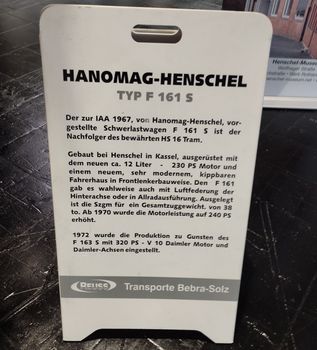 HANOMAG-HENSCHEL
TYP F 161 S
Der zur IAA 1967, von Hanomag-Henschel, vor-
gestellte Schwerlastwagen F 161 S ist der
Nachfolger des bewährten HS 16 Tram.
Gebaut bei Henschel in Kassel, ausgerüstet mit
dem neuen ca. 12 Liter - 230 PS Motor und
einem neuem, sehr modernem, kippbaren
Fahrerhaus in Frontlenkerbauweise. Den F 161
gab es wahlweise auch mit Luftfederung der
Hinterachse oder in Allradausführung. Ausgelegt
ist die Szgm für ein Gesamtzuggewicht. von 38
to. Ab 1970 wurde die Motorleistung auf 240 PS
erhöht.
1972 wurde die Produktion zu Gunsten des
F 163 S mit 320 PS - V 10 Daimler Motor und
Daimler-Achsen eingestellt.
Transporte Bebra-Solz
Henschel-Muse